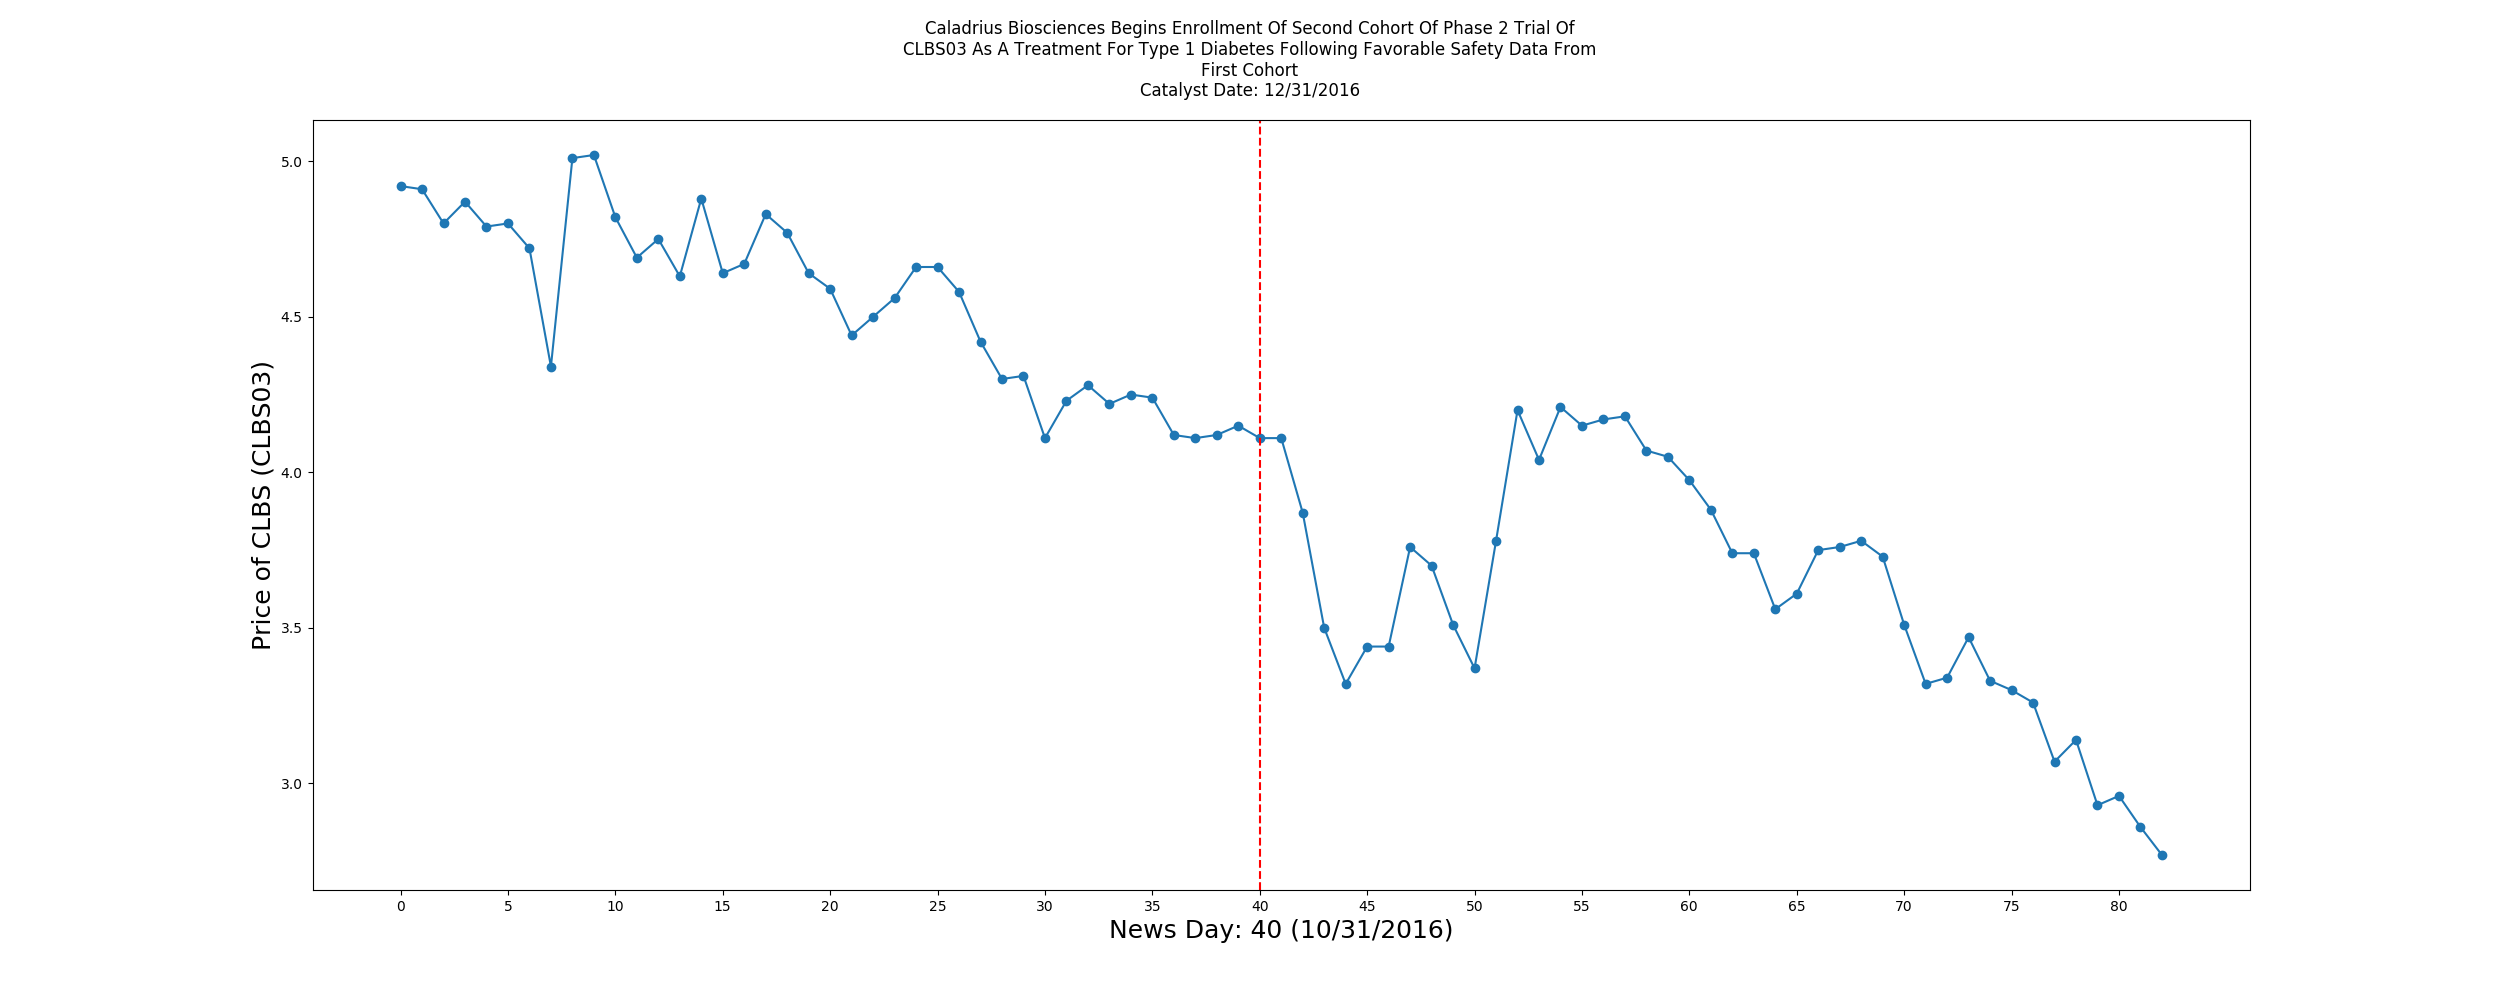 Caladrius Biosciences Begins Enrollment Of Second Cohort Of Phase 2 Trial Of
CLBS03 As A Treatment For Type 1 Diabetes Following Favorable Safety Data From
First Cohort
Catalyst Date: 12/31/2016
Price of CLBS (CLBS03)
5.0
4.5
4.0
3.5
3.0
0 5 10 15 20 25 30 35 40 45 50 55 60 65 70 75 80
News Day: 40 (10/31/2016)